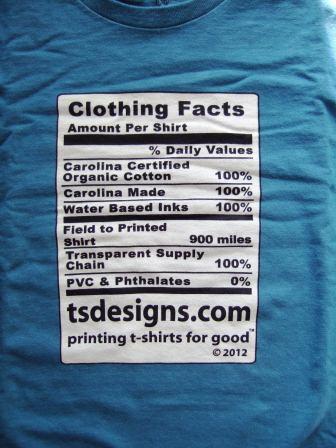 Clothing Facts
Amount Per Shirt
% Daily Values
Carolina Certified
Organic Cotton 100%
Carolina Made 100%
Water Based Inks 100%
Field to Printed
Shirt 900 miles
Transparent Supply
Chain 100%
PVC & Phthalates 0%
tsdesigns.com
printing t-shirts for good™
© 2012